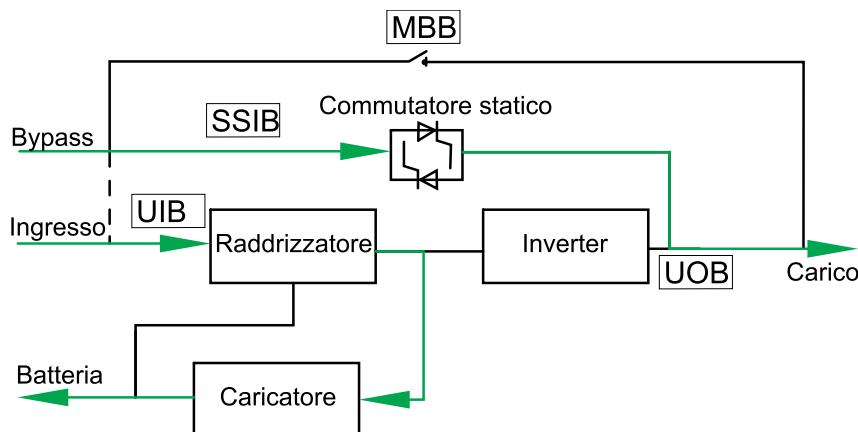 MBB
Commutatore statico
SSIB
Bypass
UIB
Ingresso
Raddrizzatore
Inverter
UOB
Carico
Batteria
Caricatore